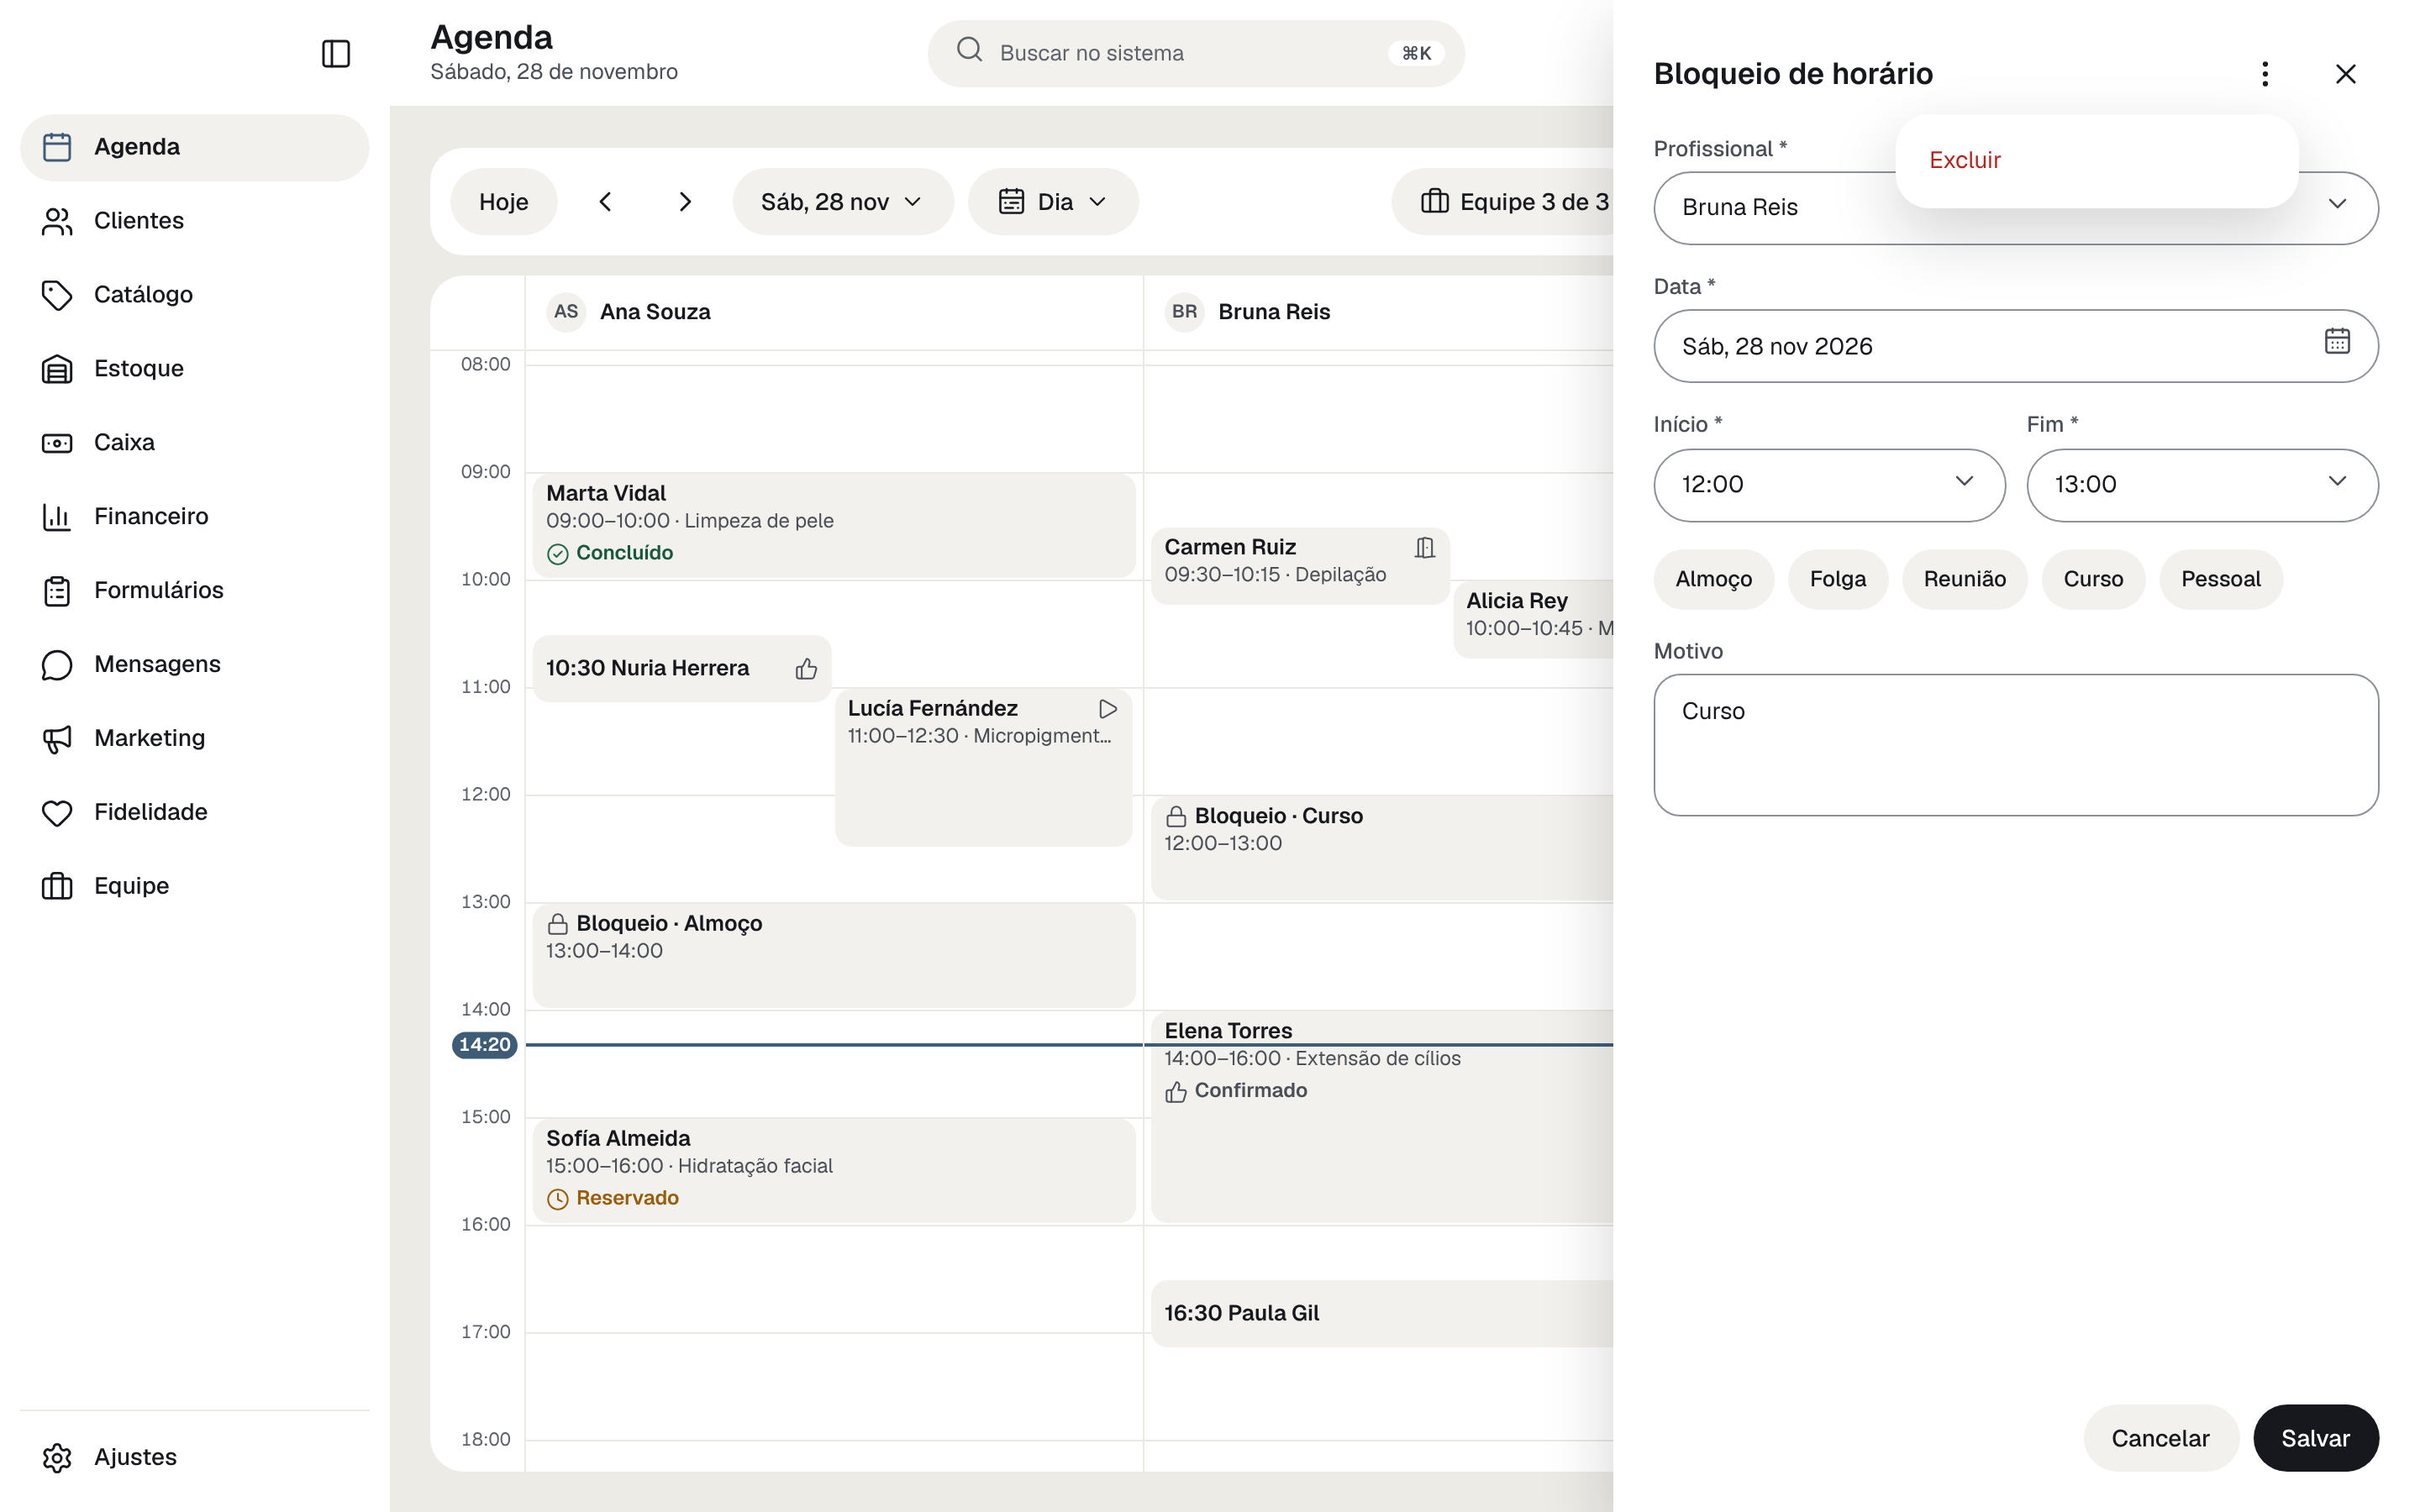 Agenda
Sábado, 28 de novembro
Buscar no sistema
⌘K
Agenda
Clientes
Catálogo
Estoque
Caixa
Financeiro
Formulários
Mensagens
Marketing
Fidelidade
Equipe
Ajustes
Hoje
Sáb, 28 nov
Dia
Equipe 3 de 3
AS
Ana Souza
BR
Bruna Reis
08:00
09:00
10:00
11:00
12:00
13:00
14:00
14:20
15:00
16:00
17:00
18:00
Marta Vidal
09:00–10:00 · Limpeza de pele
Concluído
10:30 Nuria Herrera
Lucía Fernández
11:00–12:30 · Micropigment...
Bloqueio · Almoço
13:00–14:00
Sofía Almeida
15:00–16:00 · Hidratação facial
Reservado
Carmen Ruiz
09:30–10:15 · Depilação
Alicia Rey
10:00–10:45 · M
Bloqueio · Curso
12:00–13:00
Elena Torres
14:00–16:00 · Extensão de cílios
Confirmado
16:30 Paula Gil
Bloqueio de horário
Excluir
Profissional *
Bruna Reis
Data *
Sáb, 28 nov 2026
Início *
12:00
Fim *
13:00
Almoço
Folga
Reunião
Curso
Pessoal
Motivo
Curso
Cancelar
Salvar